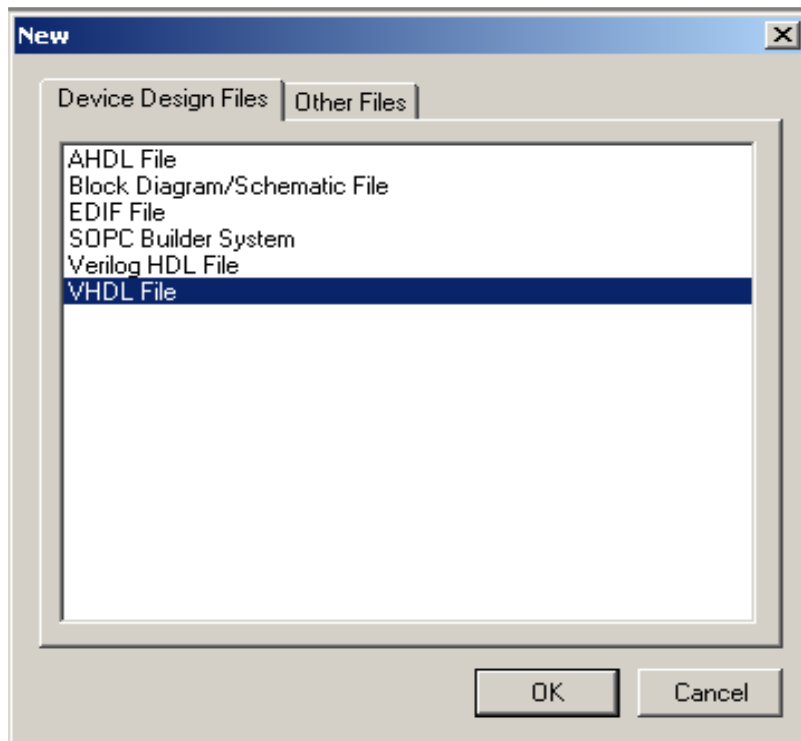 New
Device Design Files
Other Files
AHDL File
Block Diagram/Schematic File
EDIF File
SOPC Builder System
Verilog HDL File
VHDL File
OK
Cancel